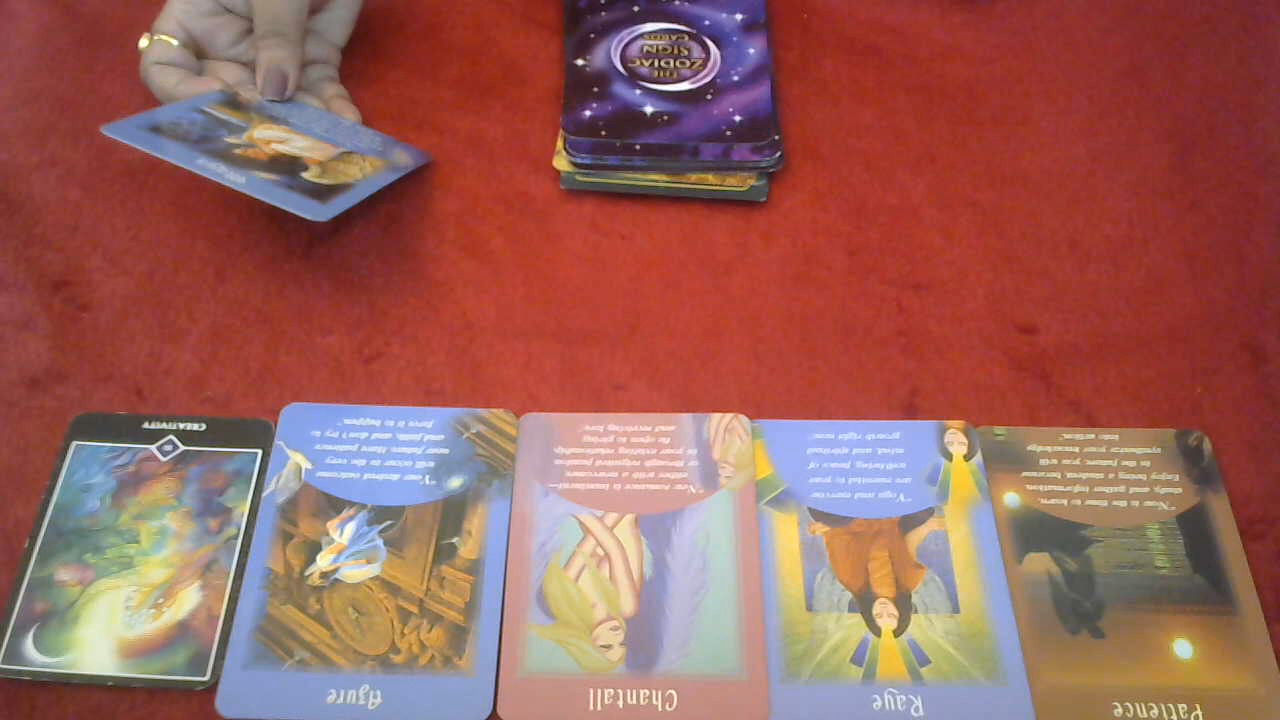 THE
ZODIAC
SIGN
CARDS
CREATIVITY
Azure
"Your desired outcome
will occur in the very
near future. Have patience
and faith, and don't try to
force it to happen."
Chantall
"New romance is imminent—
either with a newcomer
or through reignited passion
in your existing relationship.
Be open to giving
and receiving love."
Raye
"Yoga and exercise
are essential to your
well-being, peace of
mind, and spiritual
growth right now."
Patience
"Now is the time to learn,
study, and gather information.
Enjoy being a student, because
in the future, you will
synthesize your knowledge
into action."